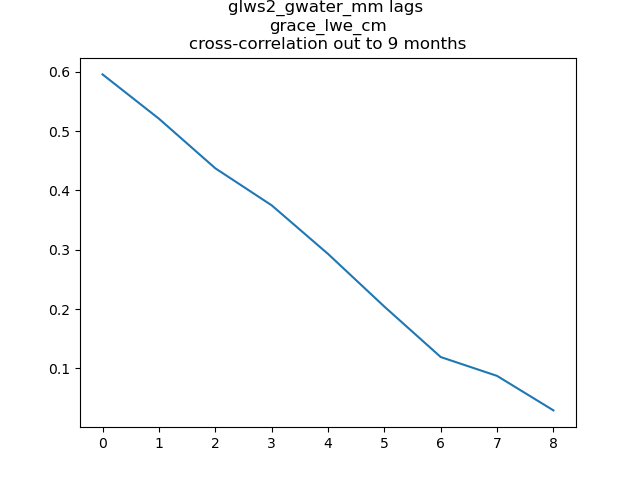 glws2_gwater_mm lags
grace_lwe_cm
cross-correlation out to 9 months
0.6
0.5
0.4
0.3
0.2
0.1
0 1 2 3 4 5 6 7 8